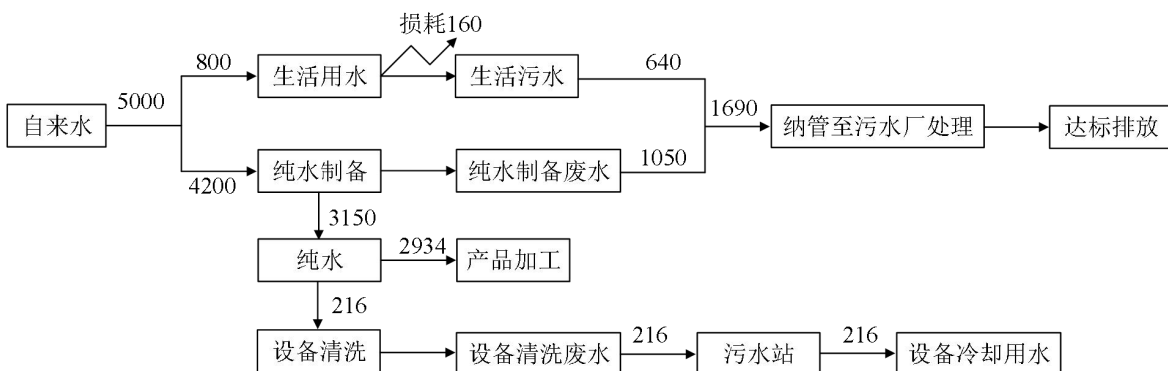 损耗160
800
生活用水
生活污水
640
自来水
5000
1690
纳管至污水厂处理
达标排放
4200
纯水制备
纯水制备废水
1050
3150
纯水
2934
产品加工
216
设备清洗
设备清洗废水
216
污水站
216
设备冷却用水